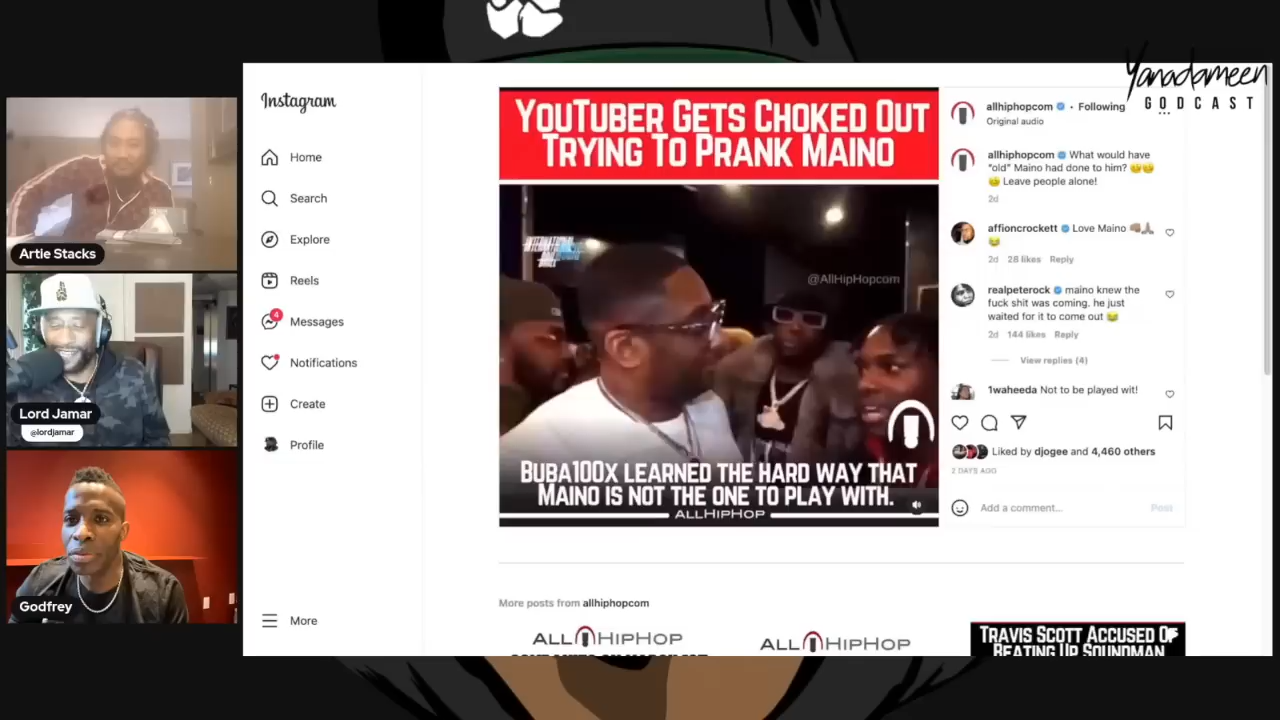 Yanadameen
GODCAST
Artie Stacks
Lord Jamar
@lordjamar
Godfrey
Instagram
Home
Search
Explore
Reels
4
Messages
Notifications
Create
Profile
More
YOUTUBER GETS CHOKED OUT
TRYING TO PRANK MAINO
@AllHipHopcom
BUBA100X LEARNED THE HARD WAY THAT
MAINO IS NOT THE ONE TO PLAY WITH.
ALLHIPHOP
allhiphopcom • Following
Original audio
allhiphopcom What would have
"old" Maino had done to him?
Leave people alone!
2d
affioncrockett Love Maino
2d 28 likes Reply
realpeterock maino knew the
fuck shit was coming. he just
waited for it to come out
2d 144 likes Reply
View replies (4)
1waheeda Not to be played wit!
Liked by djogee and 4,460 others
2 DAYS AGO
Add a comment...
Post
More posts from allhiphopcom
ALLHIPHOP
ALLHIPHOP
TRAVIS SCOTT ACCUSED OF
BEATING UP SOUNDMAN